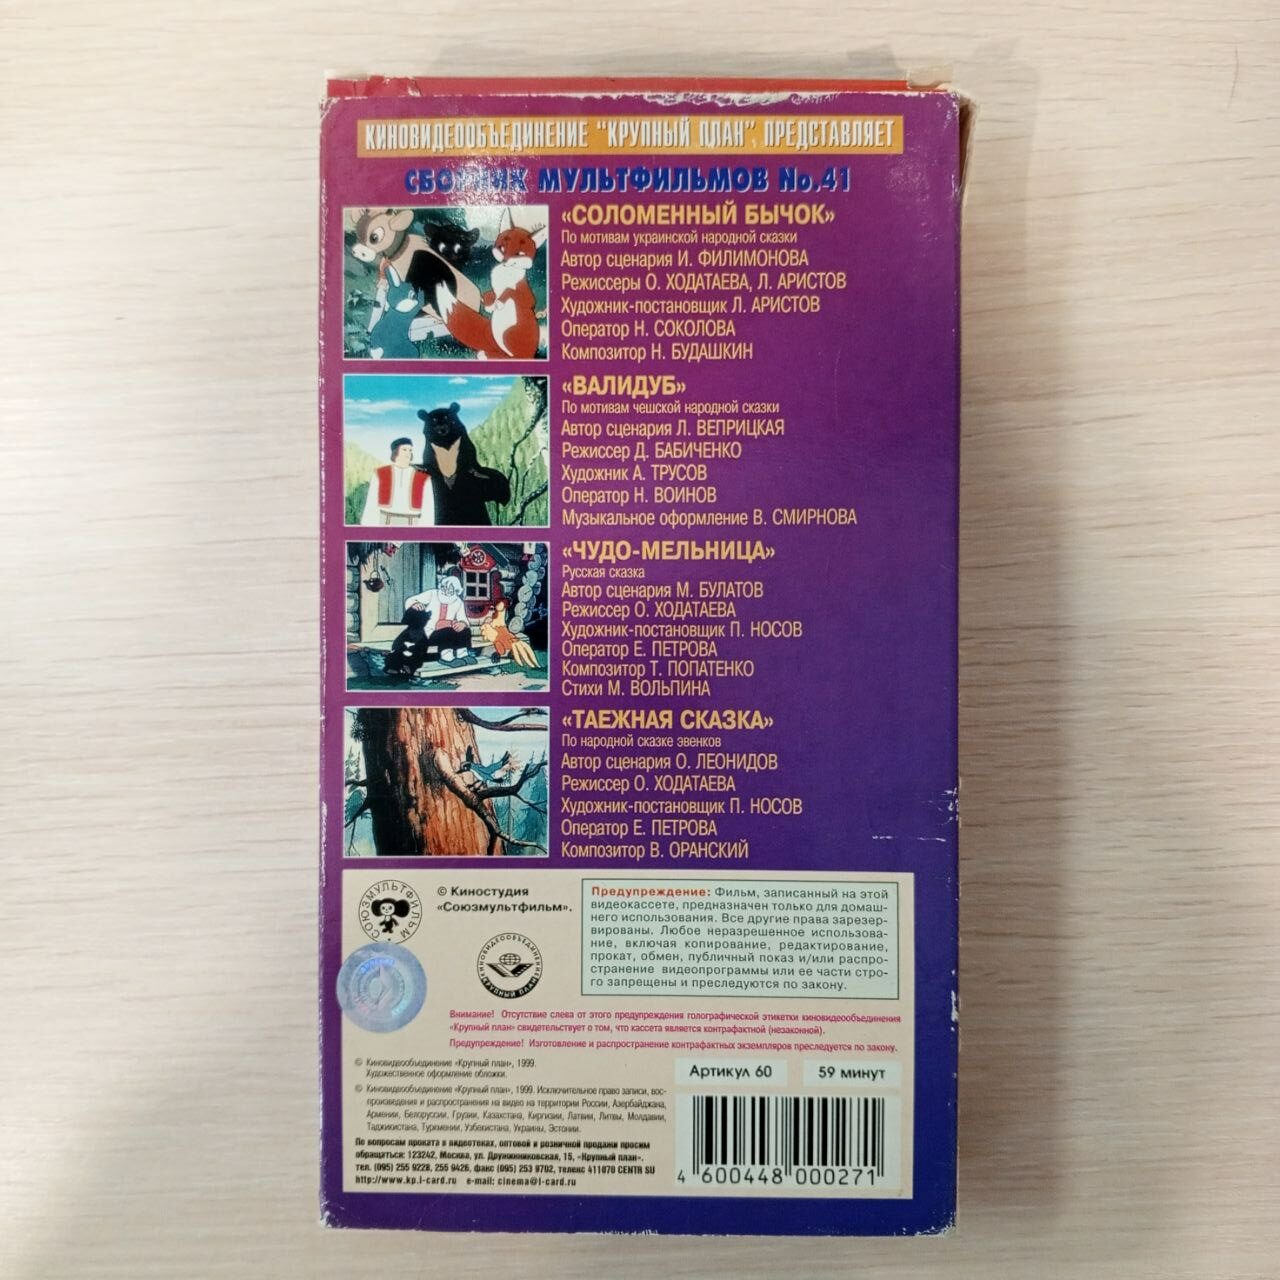 КИНОВИДЕООБЪЕДИНЕНИЕ "КРУПНЫЙ ПЛАН" ПРЕДСТАВЛЯЕТ
СБОРНИК МУЛЬТФИЛЬМОВ No.41
«СОЛОМЕННЫЙ БЫЧОК»
По мотивам украинской народной сказки
Автор сценария И. ФИЛИМОНОВА
Режиссеры О. ХОДАТАЕВА, Л. АРИСТОВ
Художник-постановщик Л. АРИСТОВ
Оператор Н. СОКОЛОВА
Композитор Н. БУДАШКИН
«ВАЛИДУБ»
По мотивам чешской народной сказки
Автор сценария Л. ВЕПРИЦКАЯ
Режиссер Д. БАБИЧЕНКО
Художник А. ТРУСОВ
Оператор Н. ВОИНОВ
Музыкальное оформление В. СМИРНОВА
«ЧУДО-МЕЛЬНИЦА»
Русская сказка
Автор сценария М. БУЛАТОВ
Режиссер О. ХОДАТАЕВА
Художник-постановщик П. НОСОВ
Оператор Е. ПЕТРОВА
Композитор Т. ПОПАТЕНКО
Стихи М. ВОЛЬПИНА
«ТАЕЖНАЯ СКАЗКА»
По народной сказке эвенков
Автор сценария О. ЛЕОНИДОВ
Режиссер О. ХОДАТАЕВА
Художник-постановщик П. НОСОВ
Оператор Е. ПЕТРОВА
Композитор В. ОРАНСКИЙ
СОЮЗМУЛЬТФИЛЬМ
© Киностудия
«Союзмультфильм».
КИНОВИДЕООБЪЕДИНЕНИЕ
КРУПНЫЙ ПЛАН
Предупреждение: Фильм, записанный на этой
видеокассете, предназначен только для домаш-
него использования. Все другие права зарезер-
вированы. Любое неразрешенное использова-
ние, включая копирование, редактирование,
прокат, обмен, публичный показ и/или распро-
странение видеопрограммы или ее части стро-
го запрещены и преследуются по закону.
Внимание! Отсутствие слева от этого предупреждения голографической этикетки киновидеообъединения
«Крупный план» свидетельствует о том, что кассета является контрафактной (незаконной).
Предупреждение! Изготовление и распространение контрафактных экземпляров преследуется по закону.
© Киновидеообъединение «Крупный план», 1999.
Художественное оформление обложки.
© Киновидеообъединение «Крупный план», 1999. Исключительное право записи, вос-
произведения и распространения на видео на территории России, Азербайджана,
Армении, Белоруссии, Грузии, Казахстана, Киргизии, Латвии, Литвы, Молдавии,
Таджикистана, Туркмении, Узбекистана, Украины, Эстонии.
По вопросам проката в видеотеках, оптовой и розничной продажи просим
обращаться: 123242, Москва, ул. Дружинниковская, 15, «Крупный план».
тел. (095) 255 9228, 255 9426, факс (095) 253 9702, телекс 411070 CENTR SU
http://www.kp.i-card.ru e-mail: cinema@i-card.ru
Артикул 60
59 минут
4 600448 000271